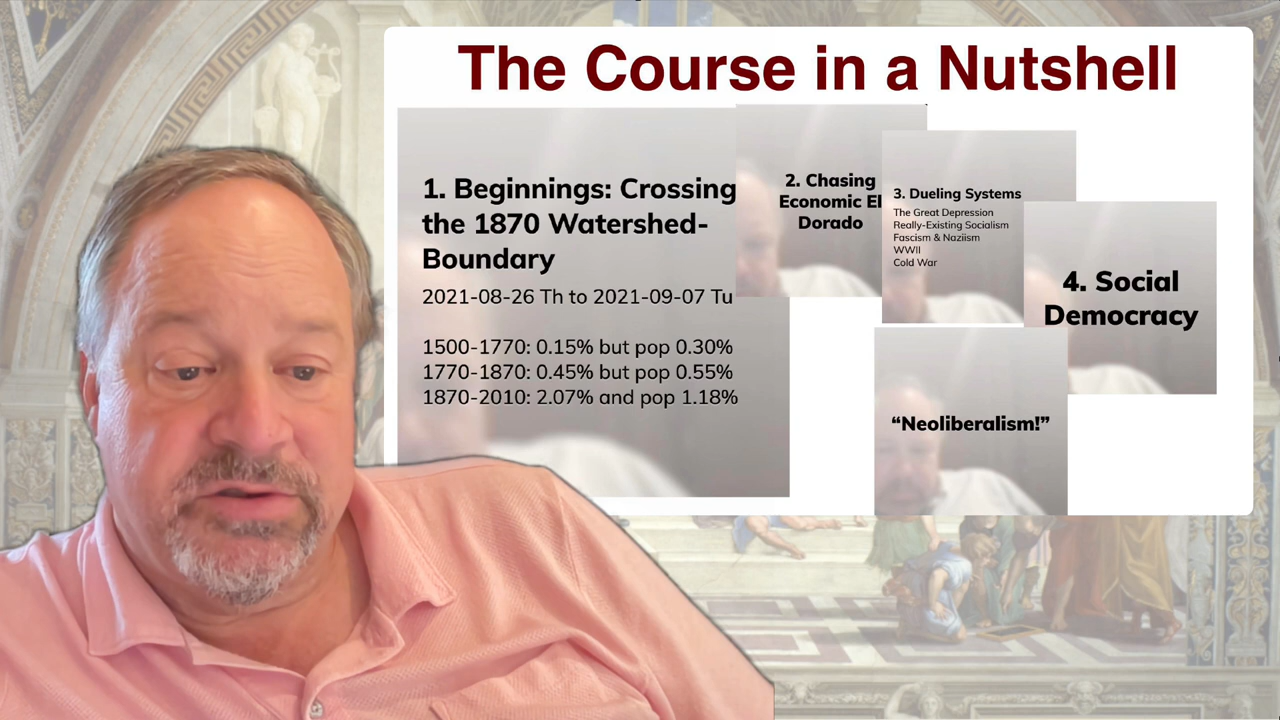 The Course in a Nutshell
1. Beginnings: Crossing
the 1870 Watershed-
Boundary
2021-08-26 Th to 2021-09-07 Tu
1500-1770: 0.15% but pop 0.30%
1770-1870: 0.45% but pop 0.55%
1870-2010: 2.07% and pop 1.18%
2. Chasing
Economic El
Dorado
3. Dueling Systems
The Great Depression
Really-Existing Socialism
Fascism & Naziism
WWII
Cold War
4. Social
Democracy
“Neoliberalism!”